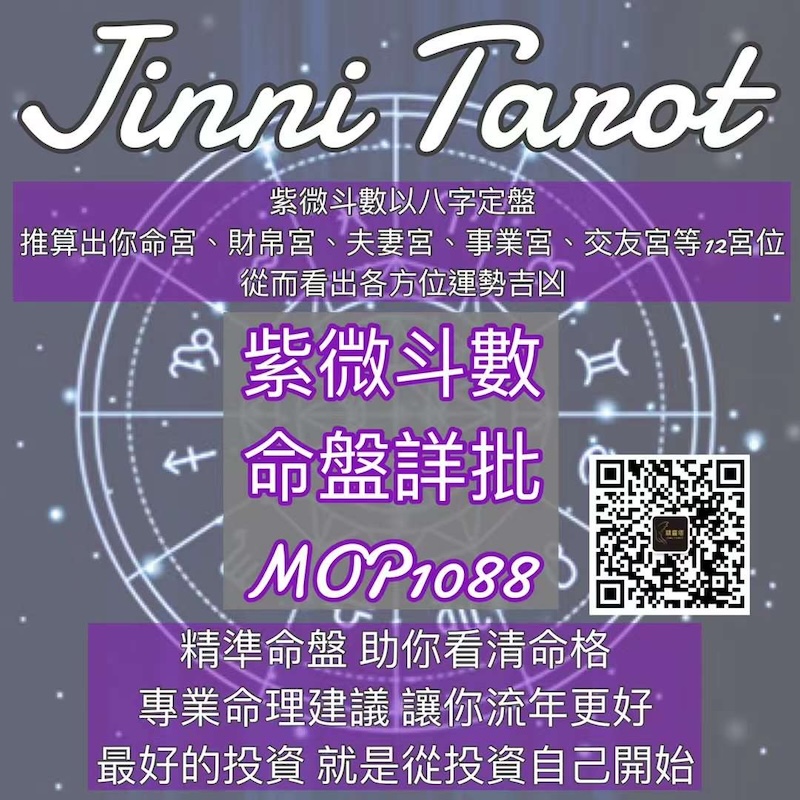 Jinni Tarot
紫微斗數以八字定盤
推算出你命宮、財帛宮、夫妻宮、事業宮、交友宮等12宮位
從而看出各方位運勢吉凶
紫微斗數
命盤詳批
MOP1088
精準命盤 助你看清命格
專業命理建議 讓你流年更好
最好的投資 就是從投資自己開始